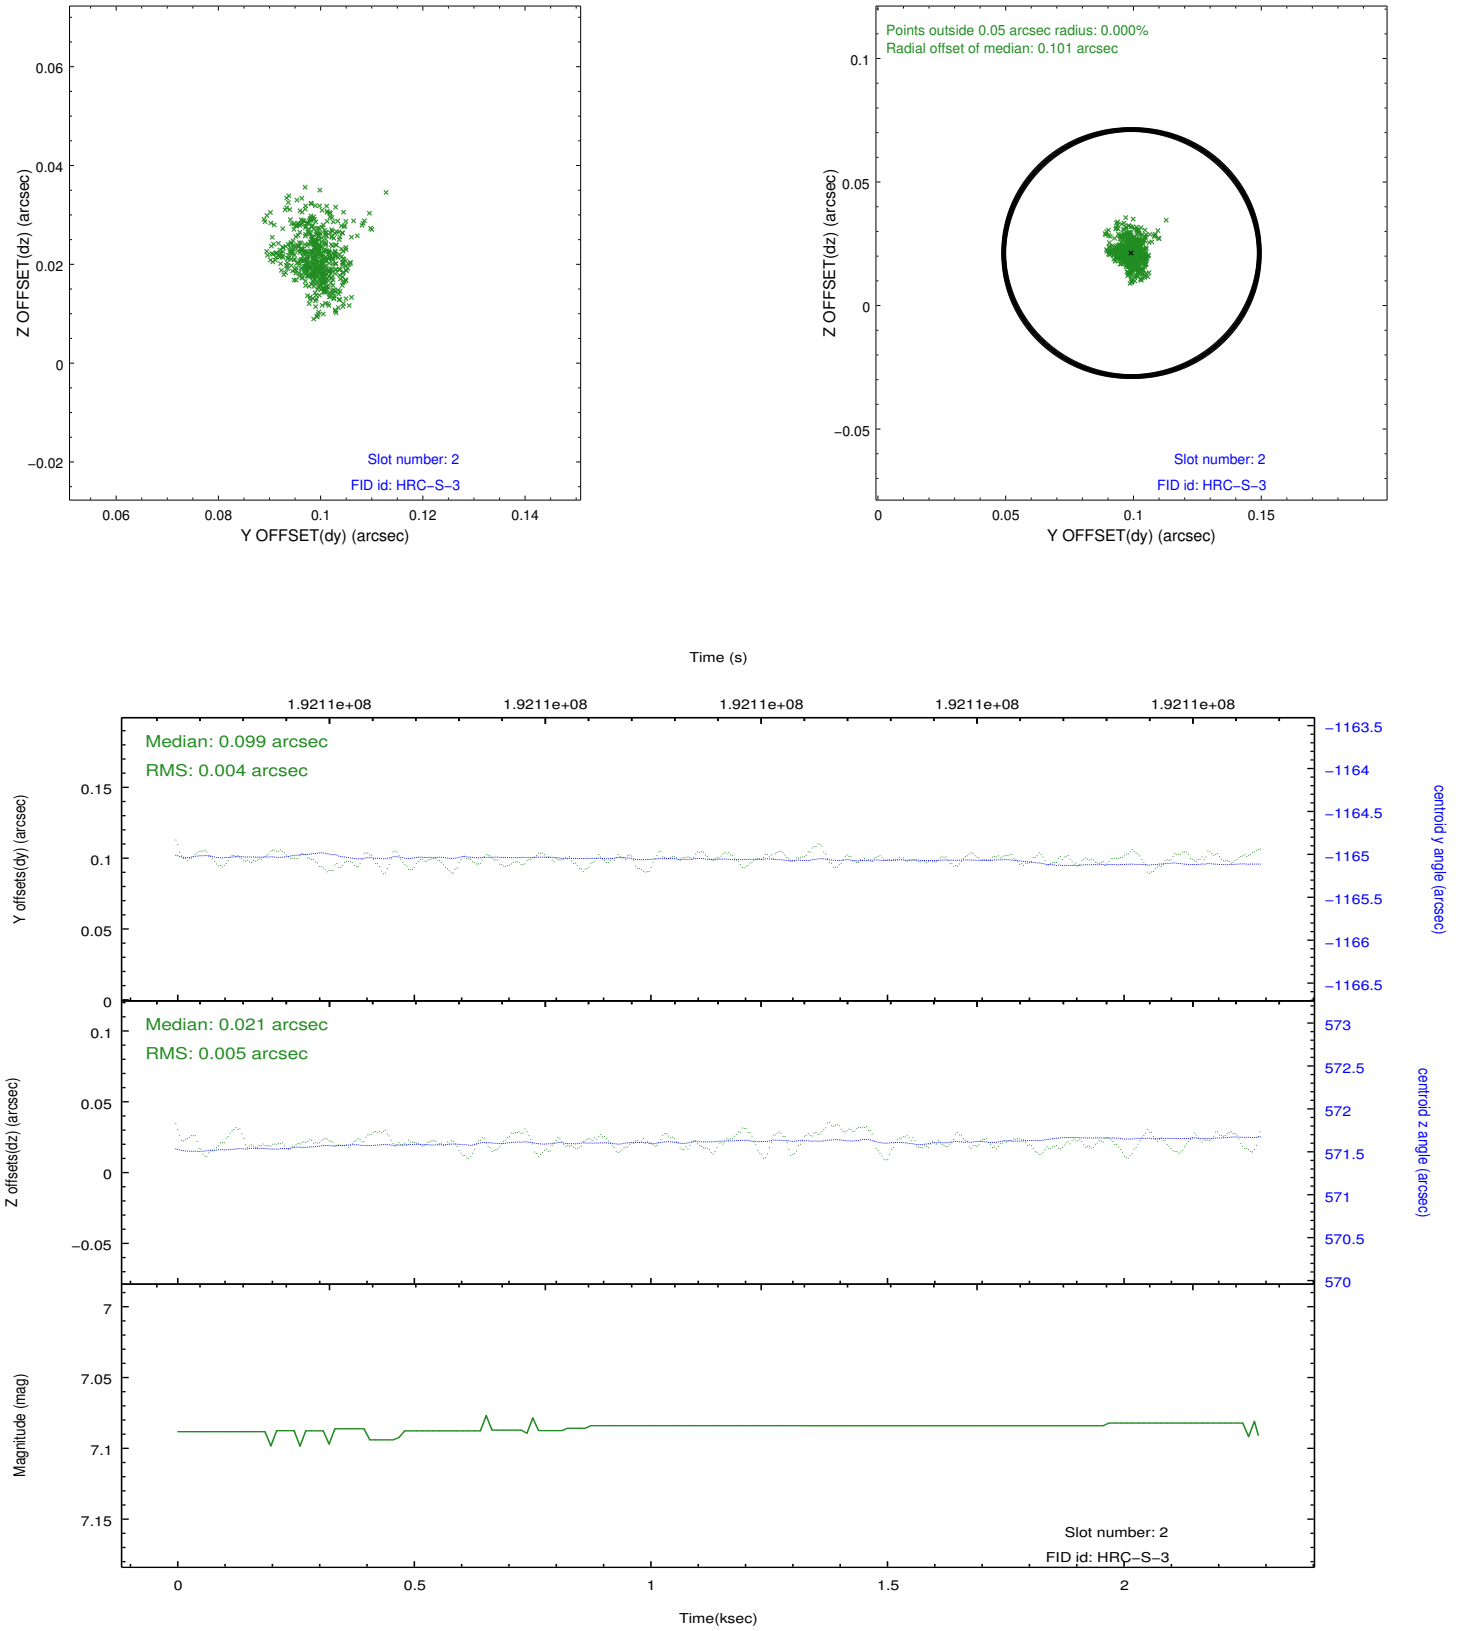 0.06
0.04
0.02
0
−0.02
Z OFFSET(dz) (arcsec)
Slot number: 2
FID id: HRC−S−3
0.06 0.08 0.1 0.12 0.14
Y OFFSET(dy) (arcsec)
Points outside 0.05 arcsec radius: 0.000%
Radial offset of median: 0.101 arcsec
0.1
0.05
0
−0.05
Z OFFSET(dz) (arcsec)
Slot number: 2
FID id: HRC−S−3
0 0.05 0.1 0.15
Y OFFSET(dy) (arcsec)
Time (s)
1.9211e+08 1.9211e+08 1.9211e+08 1.9211e+08 1.9211e+08
Median: 0.099 arcsec
RMS: 0.004 arcsec
0.15
0.1
0.05
0
Y offsets(dy) (arcsec)
−1163.5
−1164
−1164.5
−1165
−1165.5
−1166
−1166.5
centroid y angle (arcsec)
Median: 0.021 arcsec
RMS: 0.005 arcsec
0.1
0.05
0
−0.05
Z offsets(dz) (arcsec)
573
572.5
572
571.5
571
570.5
570
centroid z angle (arcsec)
7
7.05
7.1
7.15
Magnitude (mag)
Slot number: 2
FID id: HRC−S−3
0 0.5 1 1.5 2
Time(ksec)